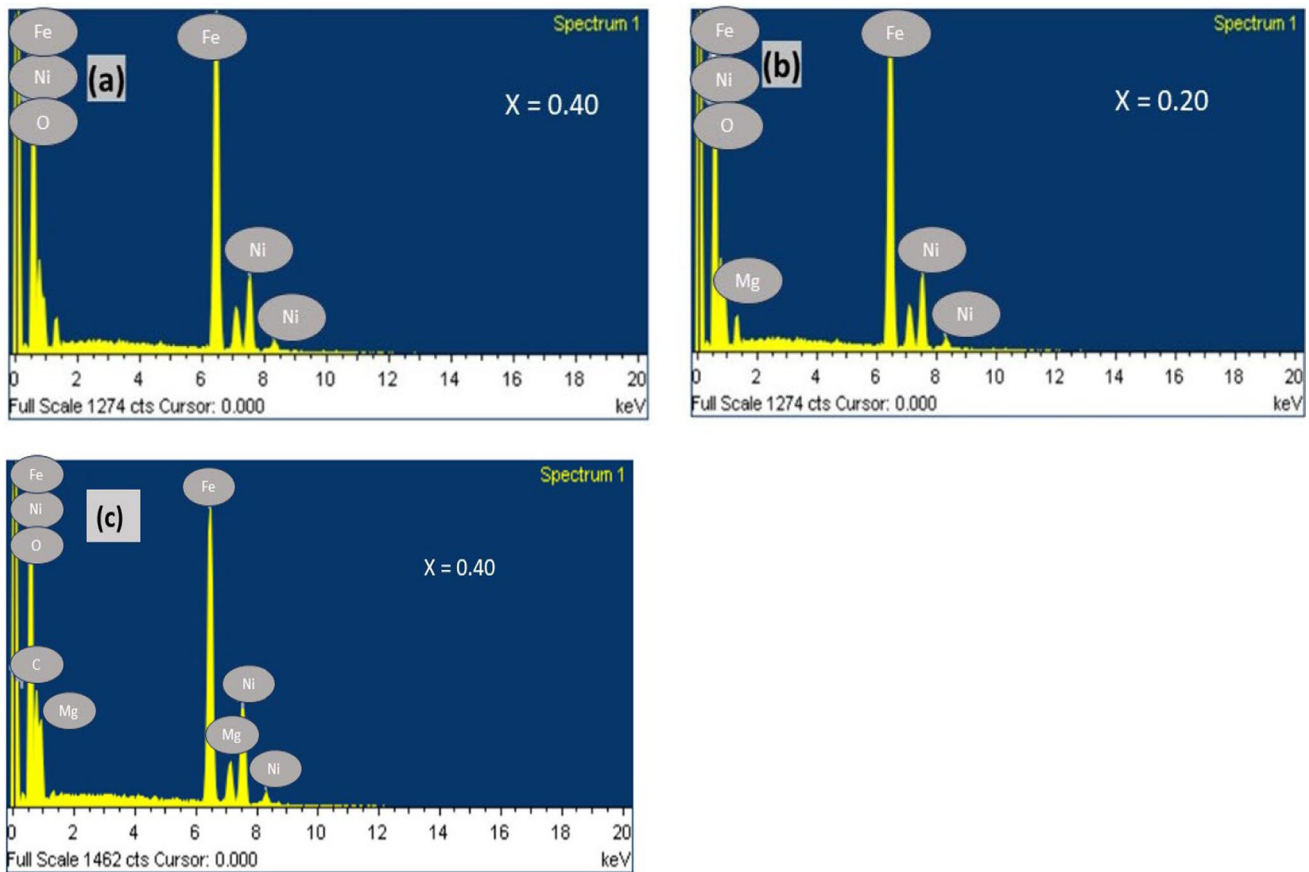 Spectrum 1
Fe
Fe
Ni
(a)
X = 0.40
O
Ni
Ni
0 2 4 6 8 10 12 14 16 18 20
Full Scale 1274 cts Cursor: 0.000 keV
Spectrum 1
Fe
Fe
Ni
(b)
X = 0.20
O
Ni
Mg
Ni
0 2 4 6 8 10 12 14 16 18 20
Full Scale 1274 cts Cursor: 0.000 keV
Spectrum 1
Fe
Fe
Ni
(c)
O
X = 0.40
C
Ni
Mg
Mg
Ni
0 2 4 6 8 10 12 14 16 18 20
Full Scale 1462 cts Cursor: 0.000 keV